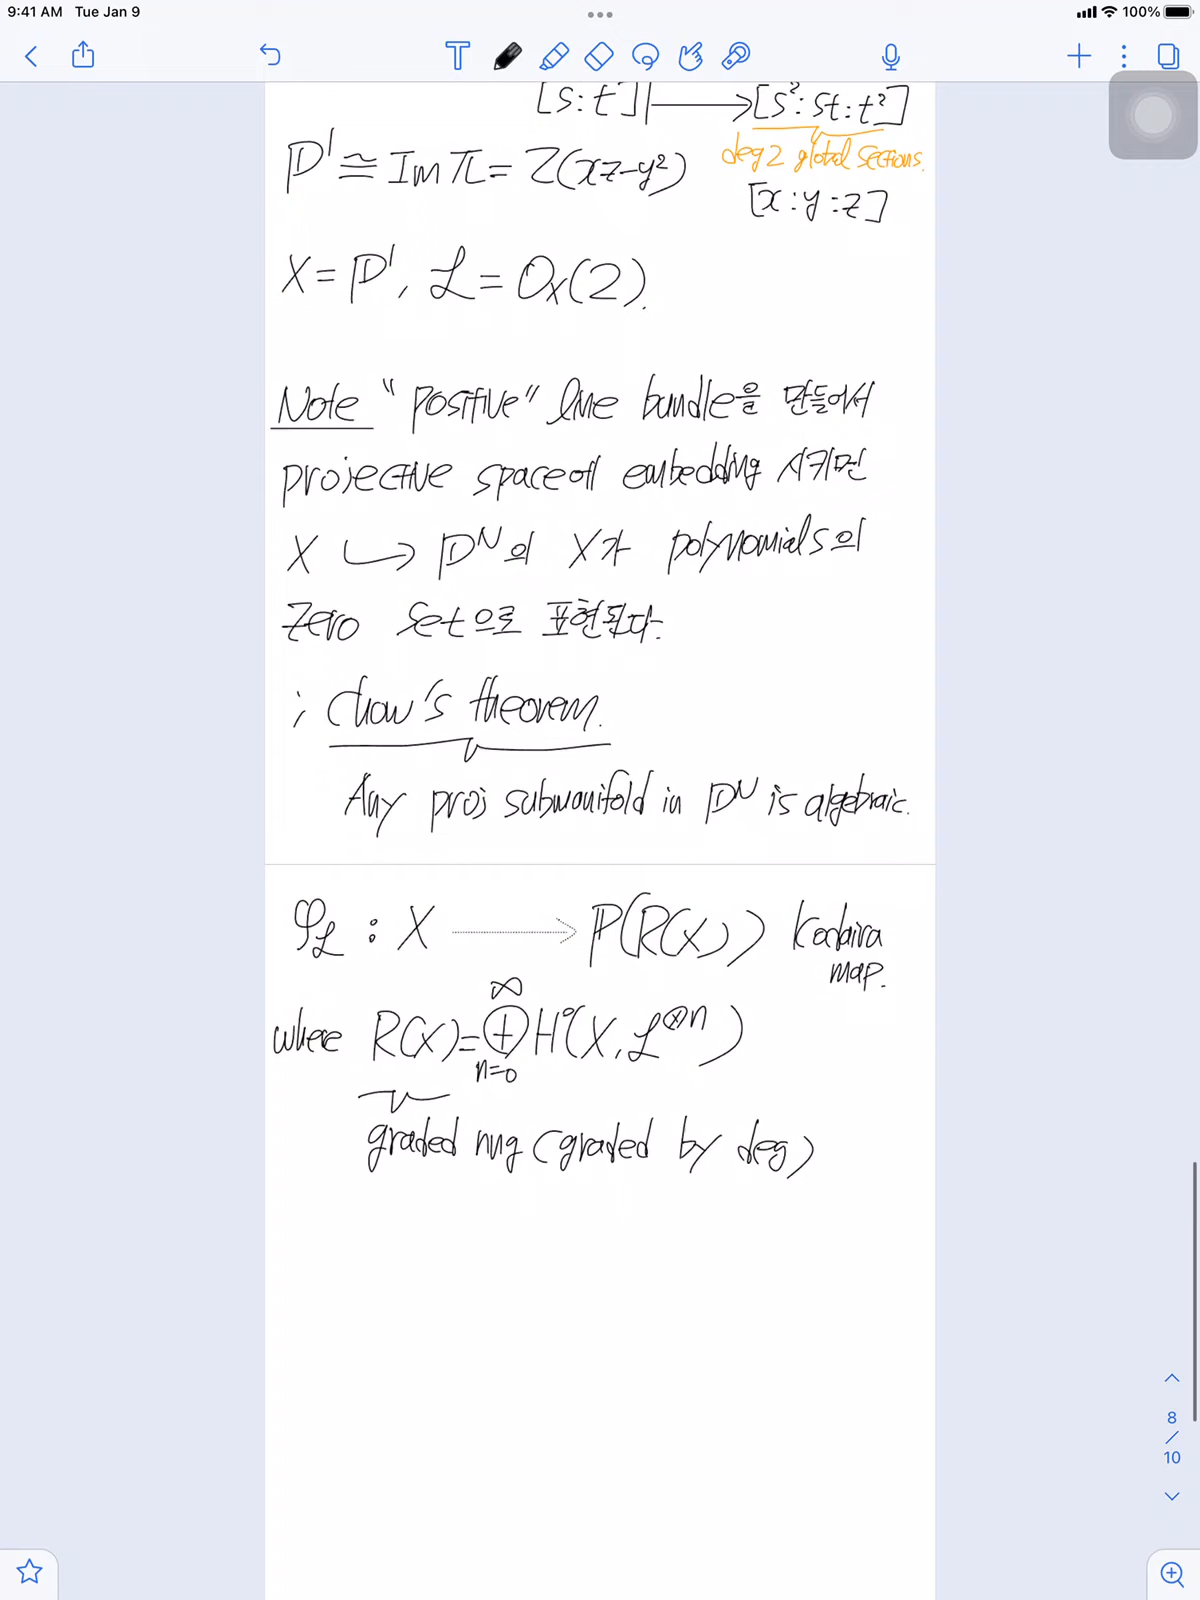 9:41 AM Tue Jan 9
100%
[s:t] ↦ [s²:st:t²]
deg 2 global sections.
P¹ ≅ Im π = Z(xz-y²)
[x:y:z]
X = P¹, L = Oₓ(2).
Note "positive" line bundle을 만들어서
projective space에 embedding 시키면
X ↪ Pᴺ의 X가 polynomials의
zero set으로 표현된다.
; Chow's theorem.
Any proj submanifold in Pᴺ is algebraic.
φ_L : X ⇢ P(R(X)) Kodaira
map.
where R(X) = ⊕_{n=0}^{∞} H⁰(X, L^{⊗n})
graded ring (graded by deg)
8
/
10